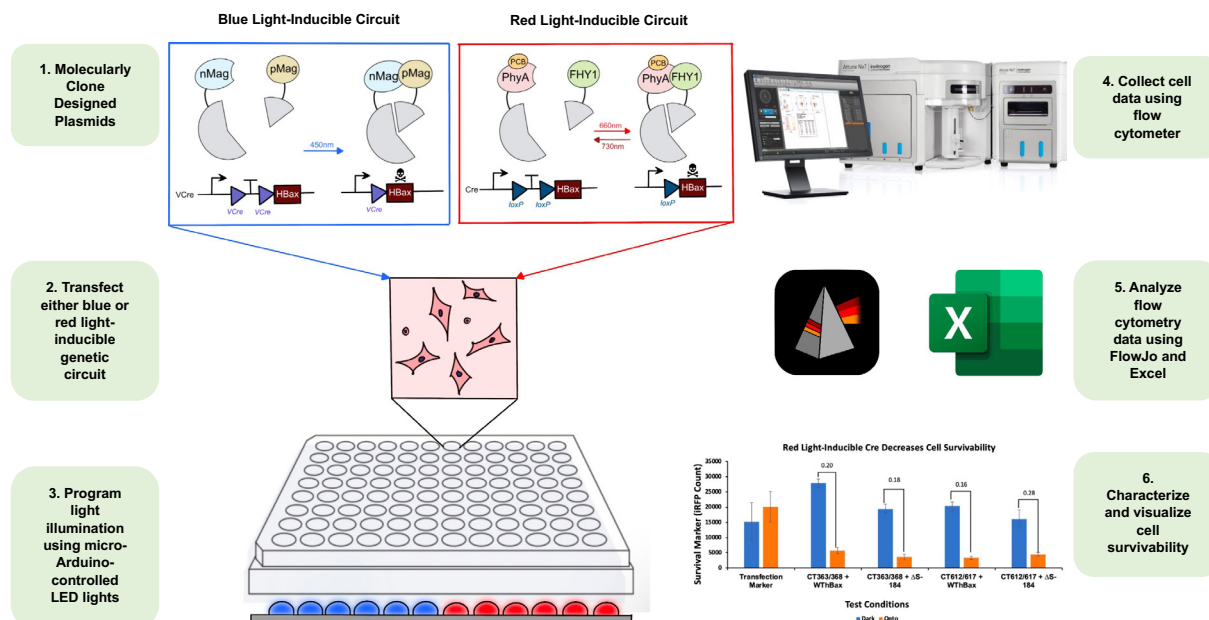 Blue Light-Inducible Circuit
Red Light-Inducible Circuit
1. Molecularly
Clone
Designed
Plasmids
nMag
pMag
nMag
pMag
450nm
VCre
HBax
VCre
VCre
HBax
VCre
PCB
PhyA
FHY1
PCB
PhyA
FHY1
660nm
730nm
Cre
HBax
loxP
loxP
HBax
loxP
4. Collect cell
data using
flow
cytometer
2. Transfect
either blue or
red light-
inducible
genetic
circuit
X
5. Analyze
flow
cytometry
data using
FlowJo and
Excel
3. Program
light
illumination
using micro-
Arduino-
controlled
LED lights
Red Light-Inducible Cre Decreases Cell Survivability
Survival Marker (iRFP Count)
35000
30000
25000
20000
15000
10000
5000
0
0.20
0.18
0.16
0.28
Transfection
Marker
CT363/368 +
WThBax
CT363/368 + ΔS-
184
CT612/617 +
WThBax
CT612/617 + ΔS-
184
Test Conditions
Dark
Opto
6.
Characterize
and visualize
cell
survivability